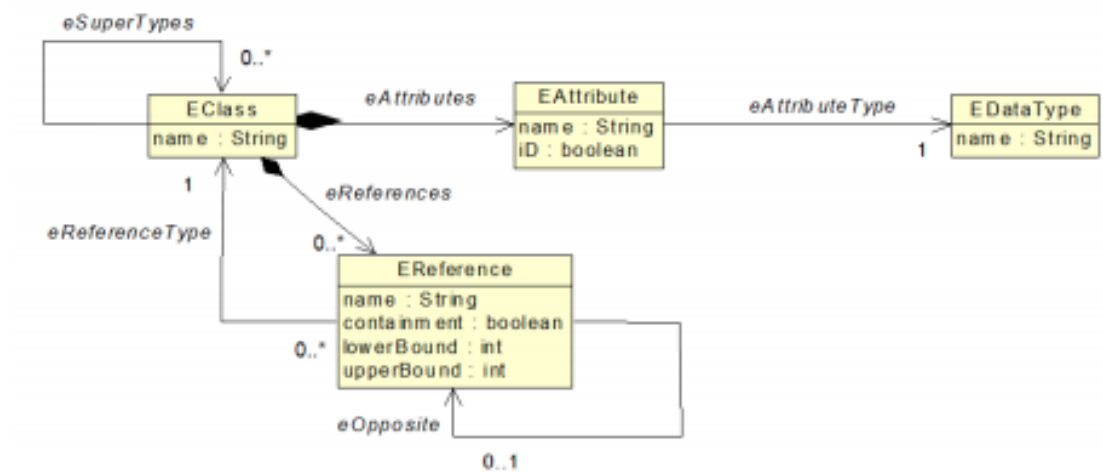 eSuperTypes
0..*
EClass
name : String
eAttributes
EAttribute
name : String
iD : boolean
eAttributeType
1
EDataType
name : String
1
eReferences
eReferenceType
0..*
EReference
name : String
containment : boolean
lowerBound : int
upperBound : int
0..*
eOpposite
0..1